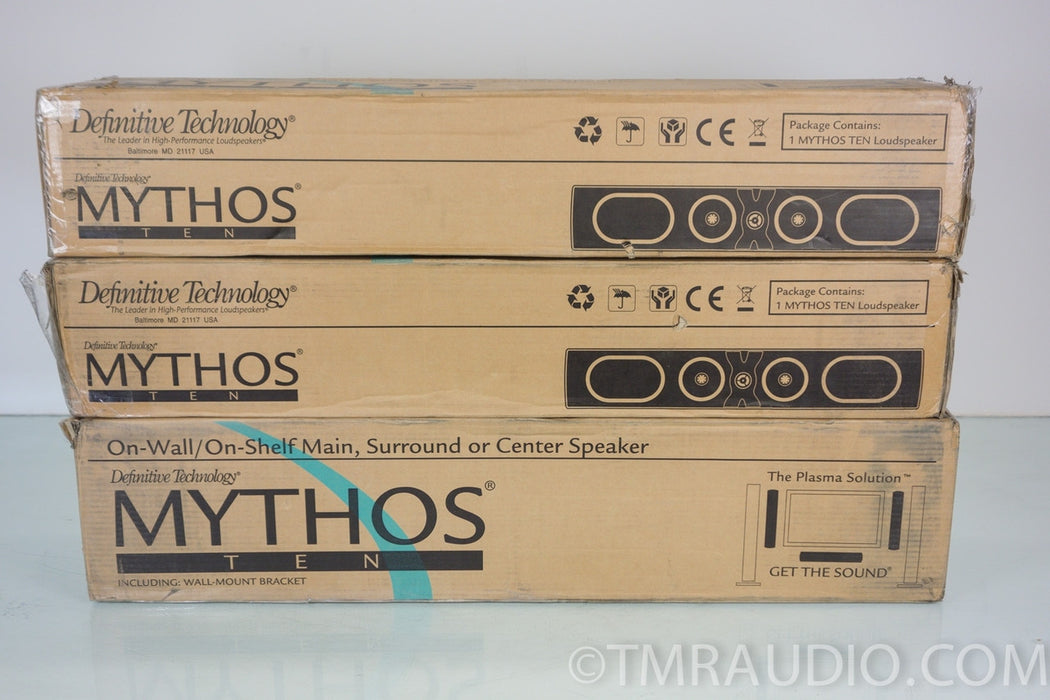 Definitive Technology®
The Leader in High-Performance Loudspeakers®
Baltimore MD 21117 USA
CE
Package Contains:
1 MYTHOS TEN Loudspeaker
Definitive Technology®
MYTHOS®
TEN
Definitive Technology®
The Leader in High-Performance Loudspeakers®
Baltimore MD 21117 USA
CE
Package Contains:
1 MYTHOS TEN Loudspeaker
Definitive Technology®
MYTHOS®
TEN
On-Wall/On-Shelf Main, Surround or Center Speaker
Definitive Technology®
MYTHOS®
TEN
INCLUDING: WALL-MOUNT BRACKET
The Plasma Solution™
GET THE SOUND®
©TMRAUDIO.COM